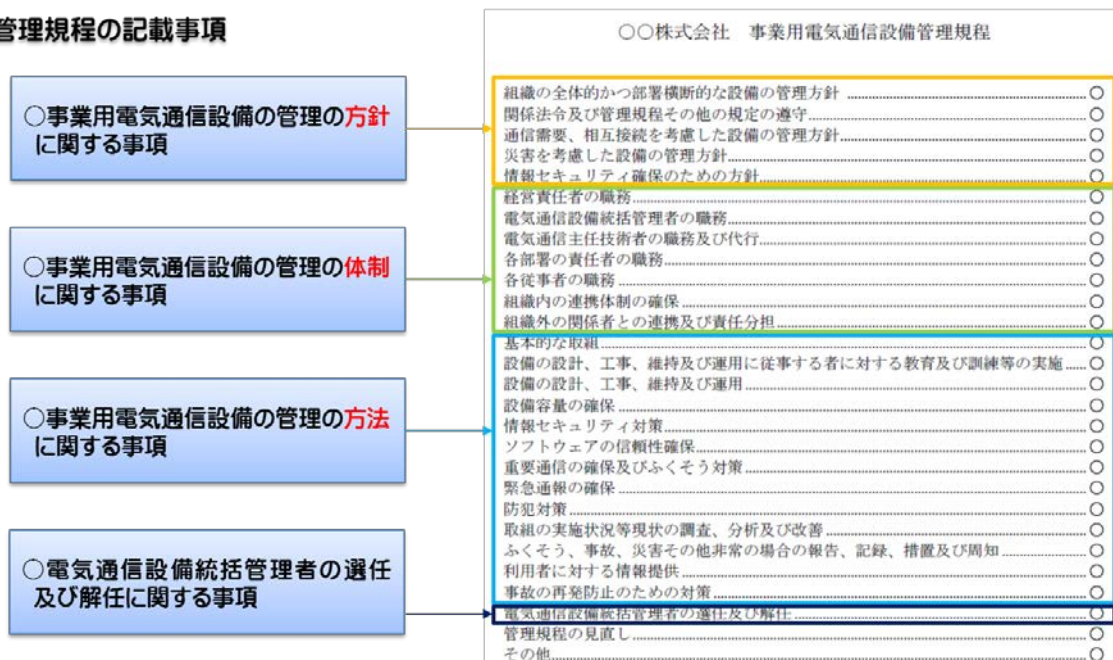 管理規程の記載事項
○事業用電気通信設備の管理の方針
に関する事項
○事業用電気通信設備の管理の体制
に関する事項
○事業用電気通信設備の管理の方法
に関する事項
○電気通信設備統括管理者の選任
及び解任に関する事項
○○株式会社 事業用電気通信設備管理規程
組織の全体的かつ部署横断的な設備の管理方針 ........ ○
関係法令及び管理規程その他の規定の遵守 ........ ○
通信需要、相互接続を考慮した設備の管理方針 ........ ○
災害を考慮した設備の管理方針 ........ ○
情報セキュリティ確保のための方針 ........ ○
経営責任者の職務 ........ ○
電気通信設備統括管理者の職務 ........ ○
電気通信主任技術者の職務及び代行 ........ ○
各部署の責任者の職務 ........ ○
各従事者の職務 ........ ○
組織内の連携体制の確保 ........ ○
組織外の関係者との連携及び責任分担 ........ ○
基本的な取組 ........ ○
設備の設計、工事、維持及び運用に従事する者に対する教育及び訓練等の実施 ........ ○
設備の設計、工事、維持及び運用 ........ ○
設備容量の確保 ........ ○
情報セキュリティ対策 ........ ○
ソフトウェアの信頼性確保 ........ ○
重要通信の確保及びふくそう対策 ........ ○
緊急通報の確保 ........ ○
防犯対策 ........ ○
取組の実施状況等現状の調査、分析及び改善 ........ ○
ふくそう、事故、災害その他非常の場合の報告、記録、措置及び周知 ........ ○
利用者に対する情報提供 ........ ○
事故の再発防止のための対策 ........ ○
電気通信設備統括管理者の選任及び解任 ........ ○
管理規程の見直し ........ ○
その他 ........ ○